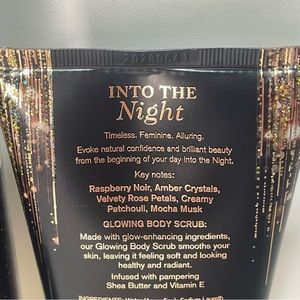 INTO THE
Night
Timeless. Feminine. Alluring.
Evoke natural confidence and brilliant beauty
from the beginning of your day Into the Night.
Key notes:
Raspberry Noir, Amber Crystals,
Velvety Rose Petals, Creamy
Patchouli, Mocha Musk
GLOWING BODY SCRUB:
Made with glow-enhancing ingredients,
our Glowing Body Scrub smoothes your
skin, leaving it feeling soft and looking
healthy and radiant.
Infused with pampering
Shea Butter and Vitamin E
INGREDIENTS: Water